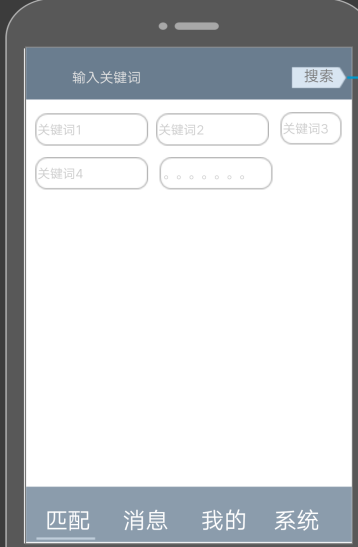 输入关键词 搜索
关键词1 关键词2 关键词3
关键词4 。。。。。。。
匹配 消息 我的 系统